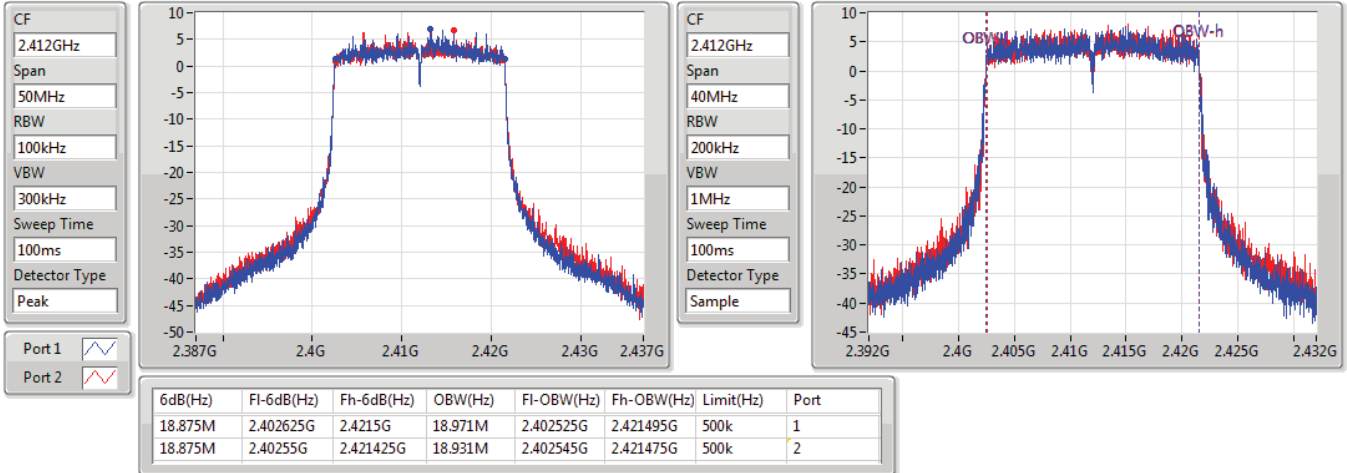 CF
2.412GHz
Span
50MHz
RBW
100kHz
VBW
300kHz
Sweep Time
100ms
Detector Type
Peak
Port 1
Port 2
10
5
0
-5
-10
-15
-20
-25
-30
-35
-40
-45
-50
2.387G 2.4G 2.41G 2.42G 2.43G 2.437G
CF
2.412GHz
Span
40MHz
RBW
200kHz
VBW
1MHz
Sweep Time
100ms
Detector Type
Sample
10
5
0
-5
-10
-15
-20
-25
-30
-35
-40
-45
OBW-h
2.392G 2.4G 2.405G 2.41G 2.415G 2.42G 2.425G 2.432G
6dB(Hz) Fl-6dB(Hz) Fh-6dB(Hz) OBW(Hz) Fl-OBW(Hz) Fh-OBW(Hz) Limit(Hz) Port
18.875M 2.402625G 2.4215G 18.971M 2.402525G 2.421495G 500k 1
18.875M 2.40255G 2.421425G 18.931M 2.402545G 2.421475G 500k 2